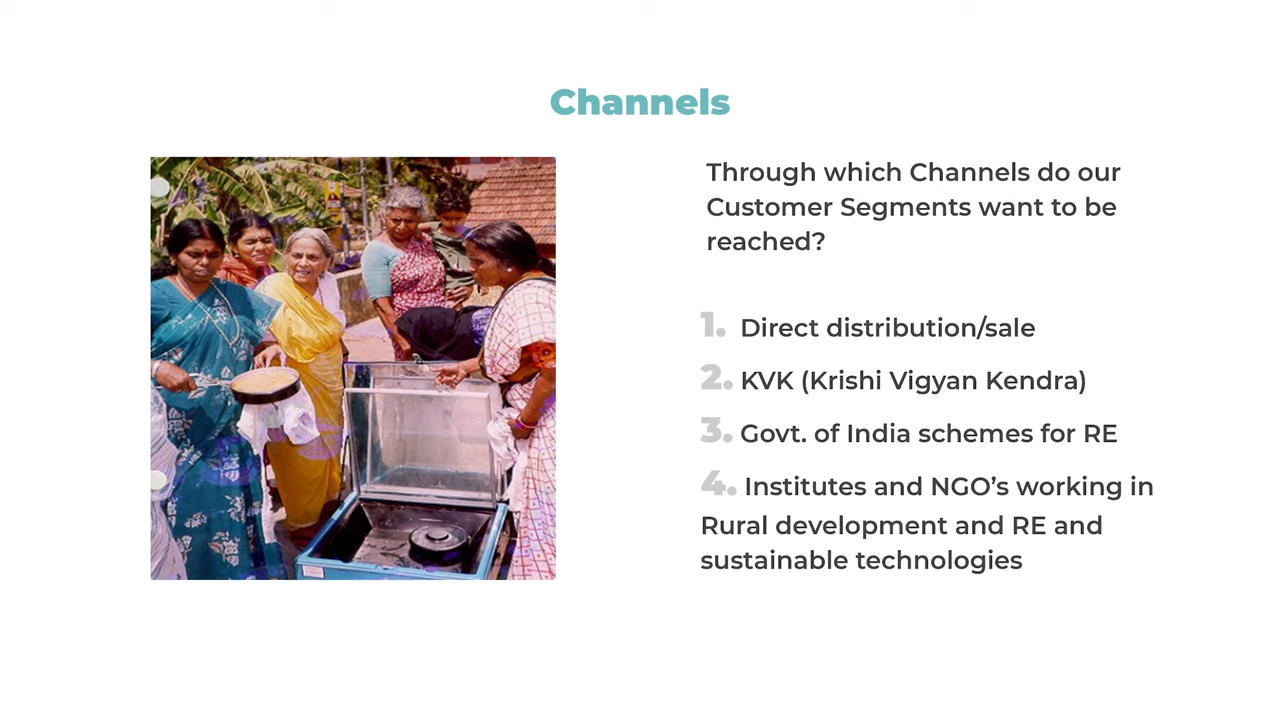 Channels
Through which Channels do our
Customer Segments want to be
reached?
1. Direct distribution/sale
2. KVK (Krishi Vigyan Kendra)
3. Govt. of India schemes for RE
4. Institutes and NGO’s working in
Rural development and RE and
sustainable technologies